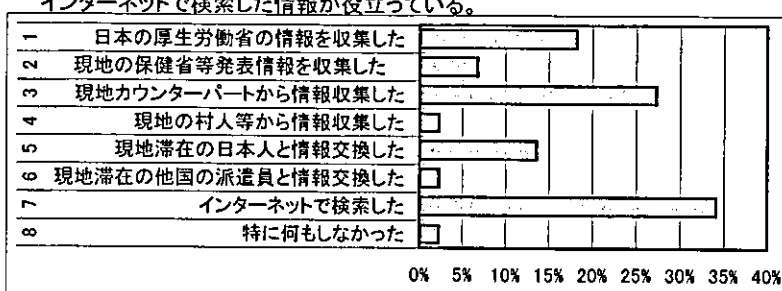 インターネットで検索した情報が役立っている。
1 日本の厚生労働省の情報を収集した
2 現地の保健省等発表情報を収集した
3 現地カウンターパートから情報収集した
4 現地の村人等から情報収集した
5 現地滞在の日本人と情報交換した
6 現地滞在の他国の派遣員と情報交換した
7 インターネットで検索した
8 特に何もしなかった
0% 5% 10% 15% 20% 25% 30% 35% 40%